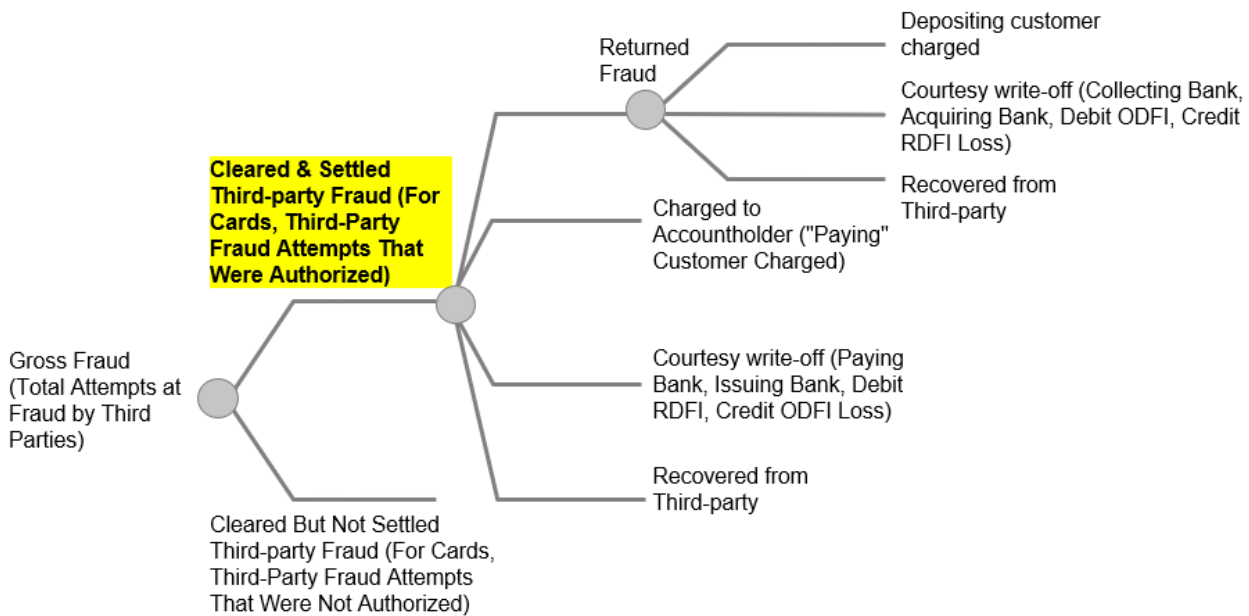 Depositing customer
charged
Returned
Fraud
Courtesy write-off (Collecting Bank,
Acquiring Bank, Debit ODFI, Credit
RDFI Loss)
Recovered from
Third-party
Cleared & Settled
Third-party Fraud (For
Cards, Third-Party
Fraud Attempts That
Were Authorized)
Charged to
Accountholder ("Paying"
Customer Charged)
Gross Fraud
(Total Attempts at
Fraud by Third
Parties)
Courtesy write-off (Paying
Bank, Issuing Bank, Debit
RDFI, Credit ODFI Loss)
Recovered from
Third-party
Cleared But Not Settled
Third-party Fraud (For Cards,
Third-Party Fraud Attempts
That Were Not Authorized)